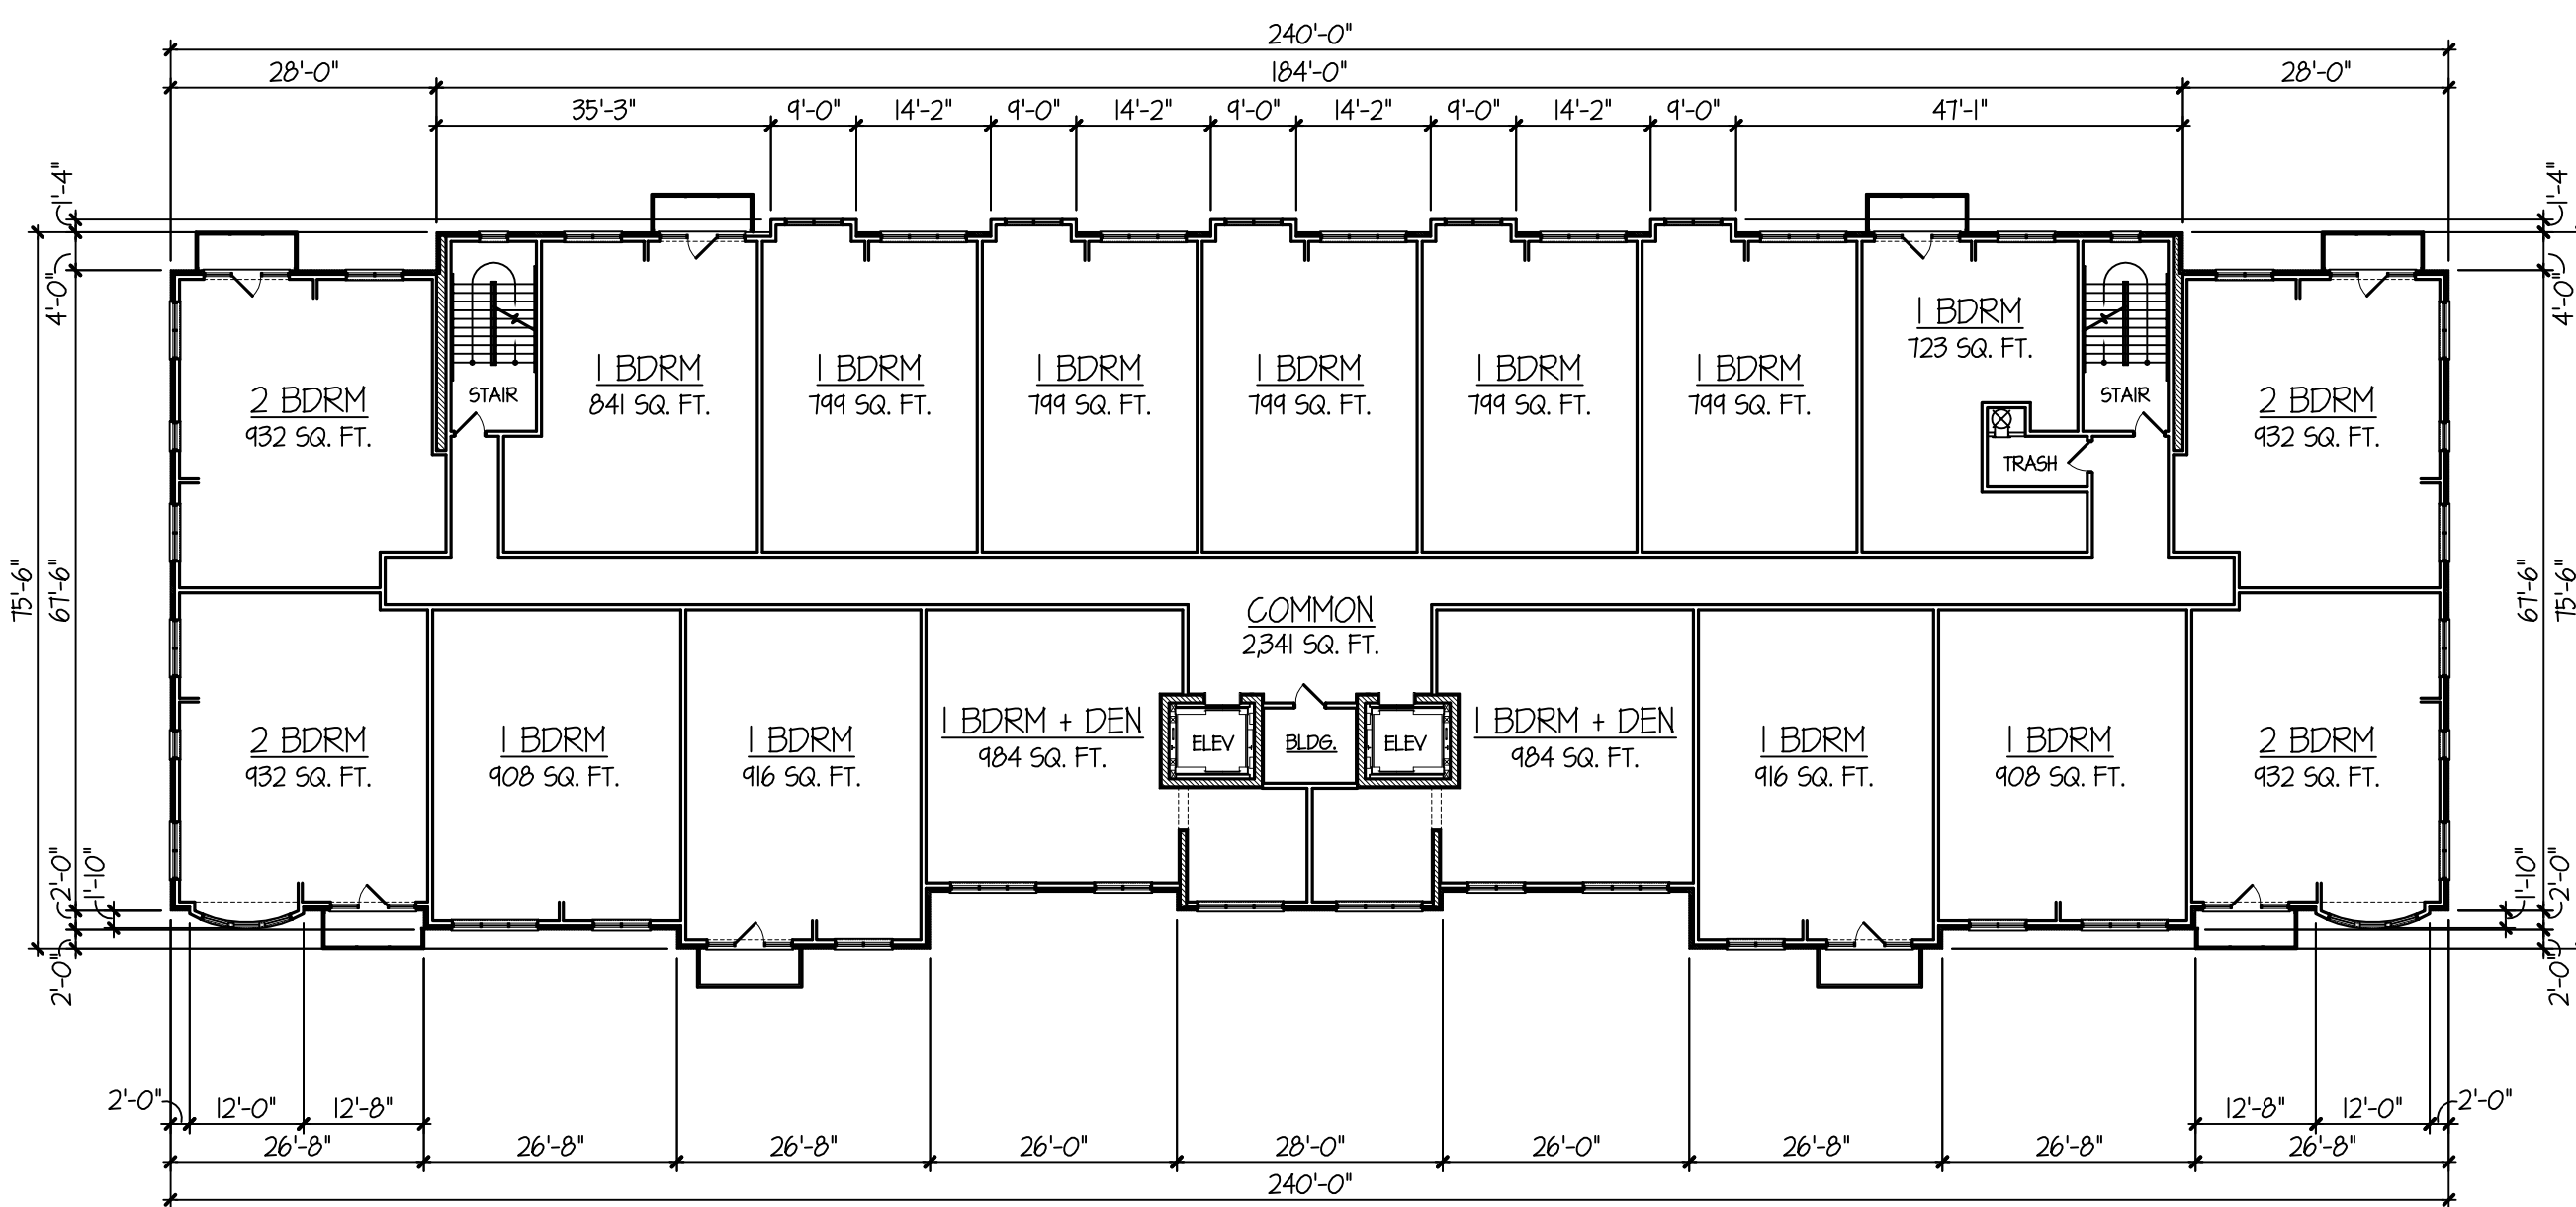 240'-0"
28'-0" 184'-0" 28'-0"
35'-3" 9'-0" 14'-2" 9'-0" 14'-2" 9'-0" 14'-2" 9'-0" 14'-2" 9'-0" 47'-1"
1'-4" 1'-4"
4'-0" 4'-0"
1 BDRM
723 SQ. FT.
STAIR STAIR
1 BDRM 1 BDRM 1 BDRM 1 BDRM 1 BDRM 1 BDRM
841 SQ. FT. 799 SQ. FT. 799 SQ. FT. 799 SQ. FT. 799 SQ. FT. 799 SQ. FT.
2 BDRM 2 BDRM
932 SQ. FT. 932 SQ. FT.
TRASH
75'-6" 67'-6" 67'-6" 75'-6"
COMMON
2,341 SQ. FT.
1 BDRM + DEN 1 BDRM + DEN
984 SQ. FT. 984 SQ. FT.
ELEV BLDG. ELEV
2 BDRM 1 BDRM 1 BDRM 1 BDRM 1 BDRM 2 BDRM
932 SQ. FT. 908 SQ. FT. 916 SQ. FT. 916 SQ. FT. 908 SQ. FT. 932 SQ. FT.
2'-0" 1'-10" 1'-10" 2'-0"
2'-0" 2'-0"
2'-0" 12'-0" 12'-8" 12'-8" 12'-0" 2'-0"
26'-8" 26'-8" 26'-8" 26'-0" 28'-0" 26'-0" 26'-8" 26'-8" 26'-8"
240'-0"